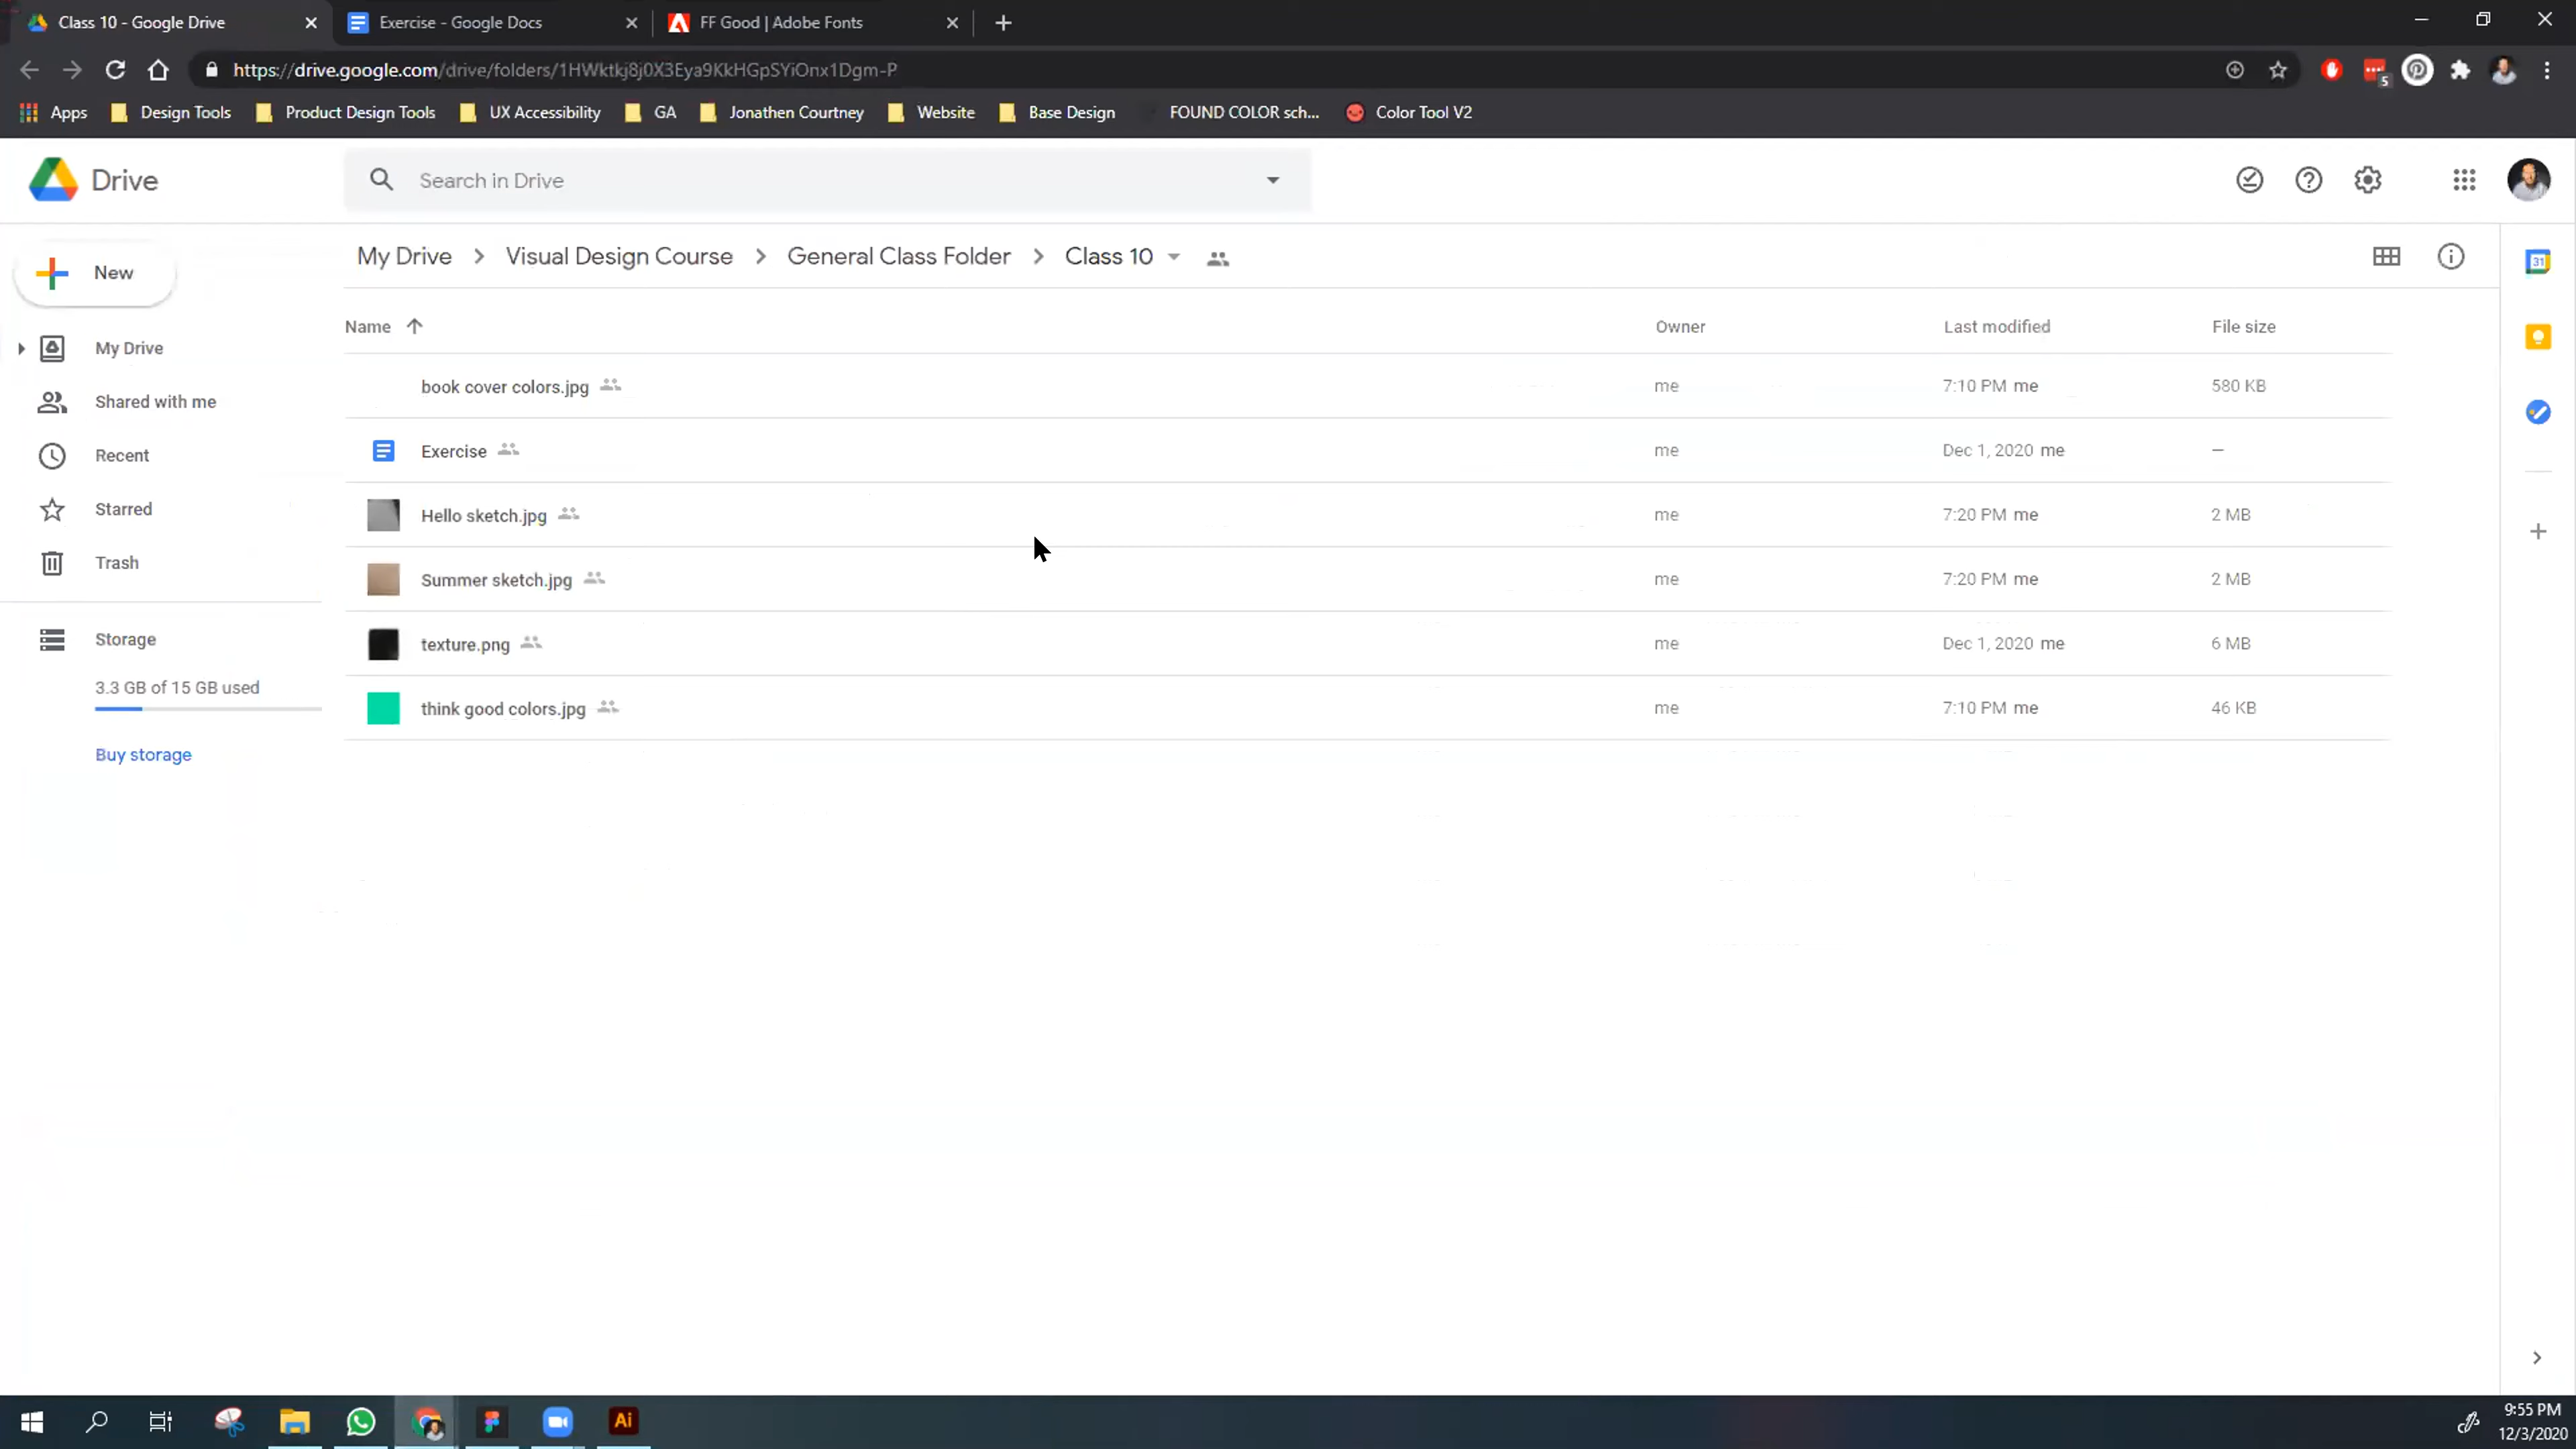 Class 10 - Google Drive
Exercise - Google Docs
FF Good | Adobe Fonts
https://drive.google.com/drive/folders/1HWktkj8j0X3Eya9KkHGpSYiOnx1Dgm-P
5
Apps
Design Tools
Product Design Tools
UX Accessibility
GA
Jonathen Courtney
Website
Base Design
FOUND COLOR sch...
Color Tool V2
Drive
Search in Drive
New
My Drive
Shared with me
Recent
Starred
Trash
Storage
3.3 GB of 15 GB used
Buy storage
My Drive > Visual Design Course > General Class Folder > Class 10
Name Owner Last modified File size
book cover colors.jpg me 7:10 PM me 580 KB
Exercise me Dec 1, 2020 me —
Hello sketch.jpg me 7:20 PM me 2 MB
Summer sketch.jpg me 7:20 PM me 2 MB
texture.png me Dec 1, 2020 me 6 MB
think good colors.jpg me 7:10 PM me 46 KB
31
Ai
9:55 PM
12/3/2020